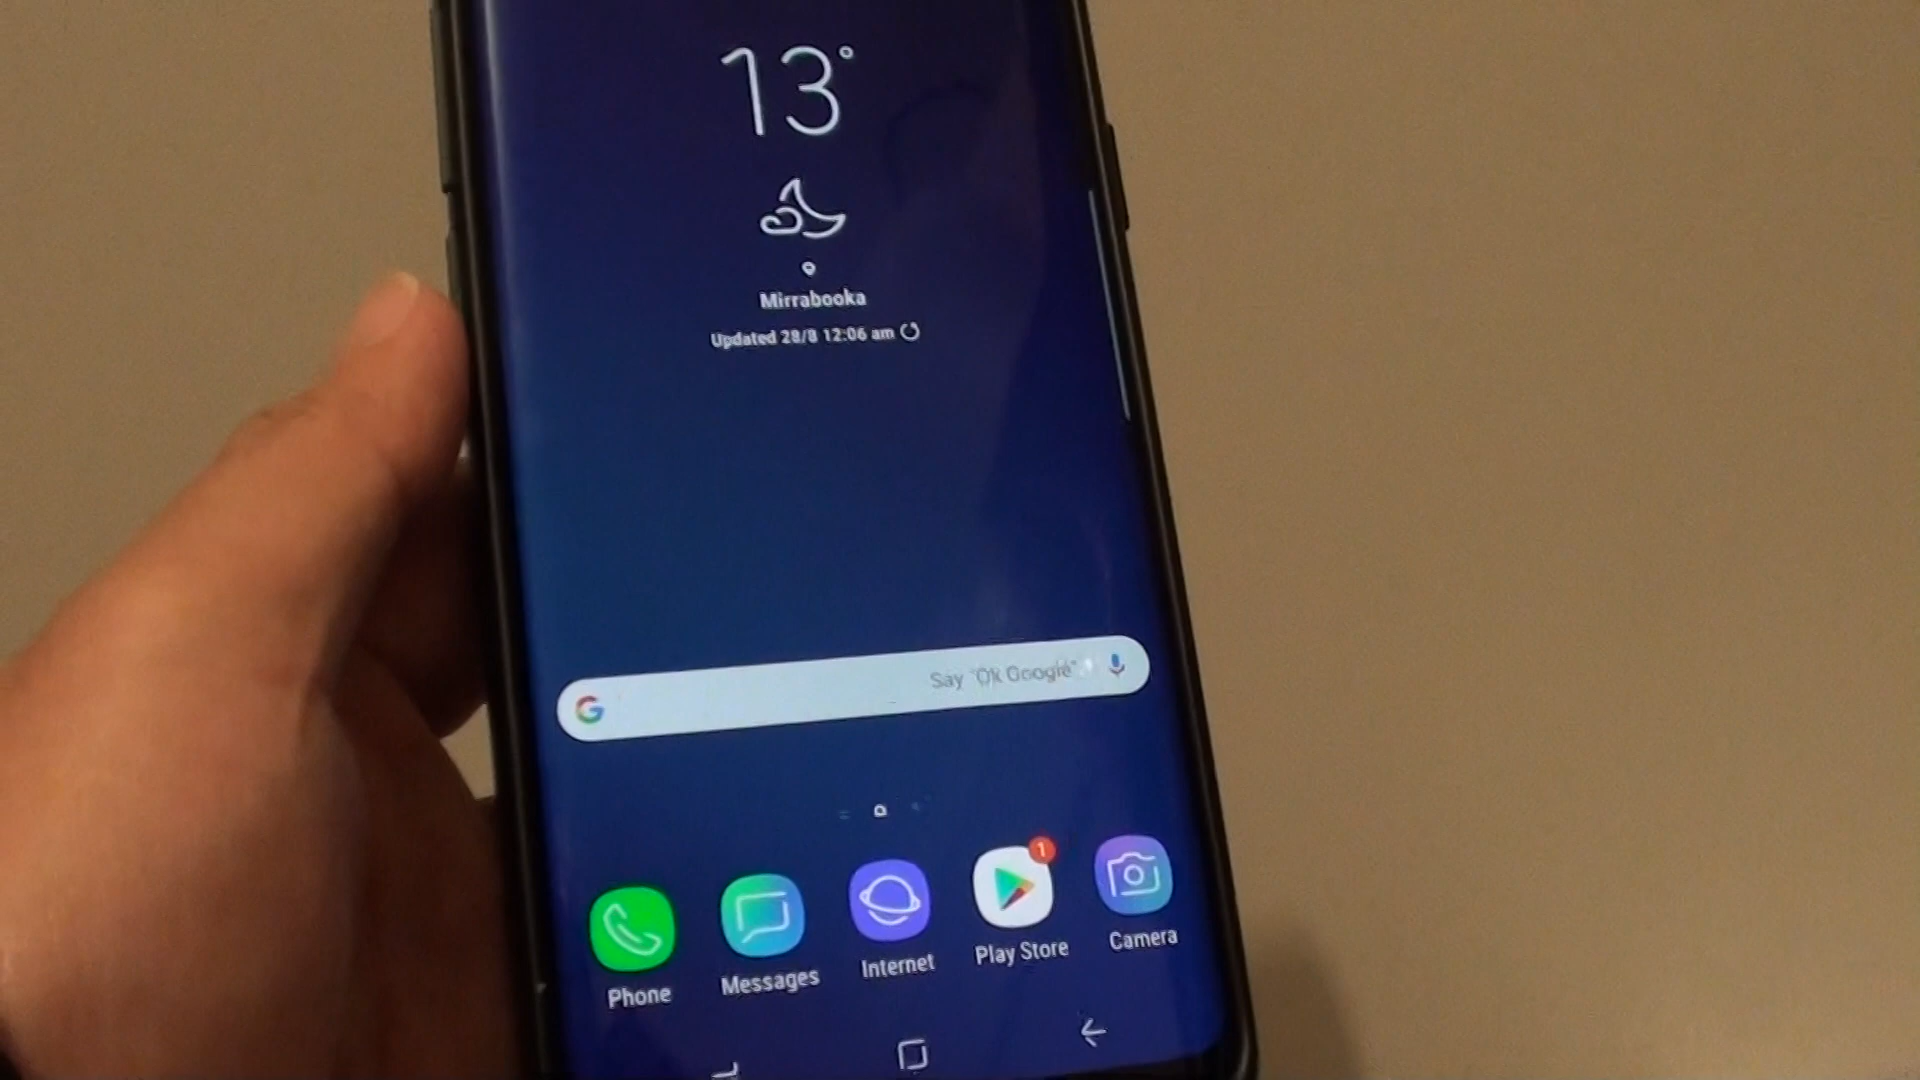 13°
Mirrabooka
Updated 28/8 12:06 am
G
Say "Ok Google"
1
Phone
Messages
Internet
Play Store
Camera